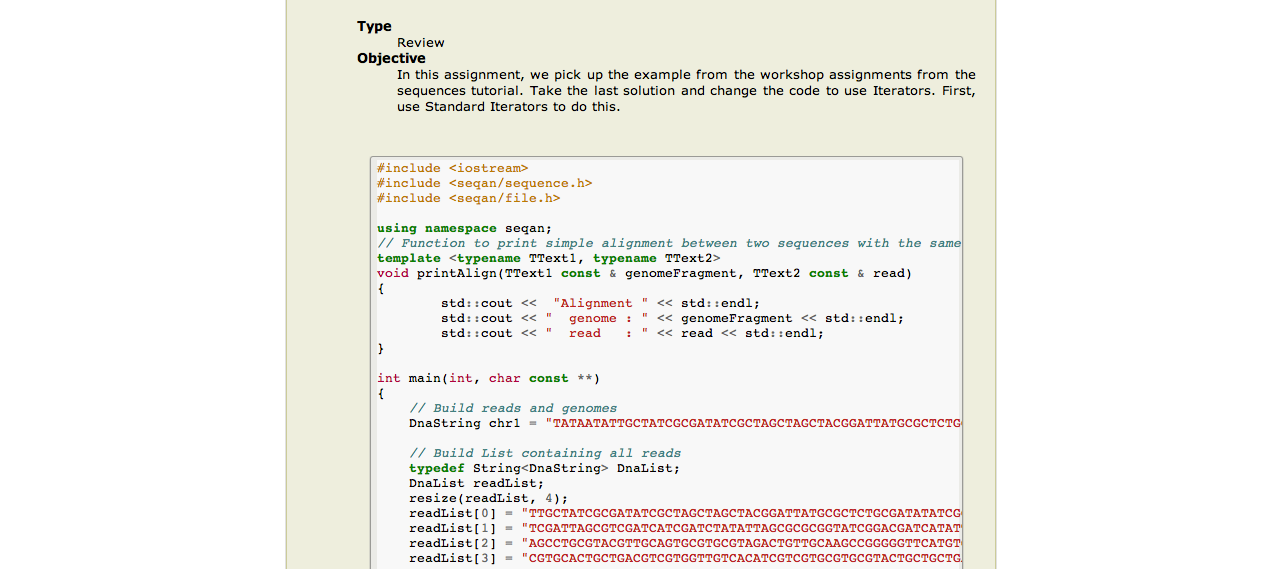 Type
Review
Objective
In this assignment, we pick up the example from the workshop assignments from the
sequences tutorial. Take the last solution and change the code to use Iterators. First,
use Standard Iterators to do this.
#include <iostream>
#include <seqan/sequence.h>
#include <seqan/file.h>
using namespace seqan;
// Function to print simple alignment between two sequences with the same
template <typename TText1, typename TText2>
void printAlign(TText1 const & genomeFragment, TText2 const & read)
{
std::cout <<  "Alignment " << std::endl;
std::cout << "  genome : " << genomeFragment << std::endl;
std::cout << "  read   : " << read << std::endl;
}
int main(int, char const **)
{
// Build reads and genomes
DnaString chr1 = "TATAATATTGCTATCGCGATATCGCTAGCTAGCTACGGATTATGCGCTCTG
// Build List containing all reads
typedef String<DnaString> DnaList;
DnaList readList;
resize(readList, 4);
readList[0] = "TTGCTATCGCGATATCGCTAGCTAGCTACGGATTATGCGCTCTGCGATATATCG
readList[1] = "TCGATTAGCGTCGATCATCGATCTATATTAGCGCGCGGTATCGGACGATCATAT
readList[2] = "AGCCTGCGTACGTTGCAGTGCGTGCGTAGACTGTTGCAAGCCGGGGGTTCATGT
readList[3] = "CGTGCACTGCTGACGTCGTGGTTGTCACATCGTCGTGCGTGCGTACTGCTGCTG